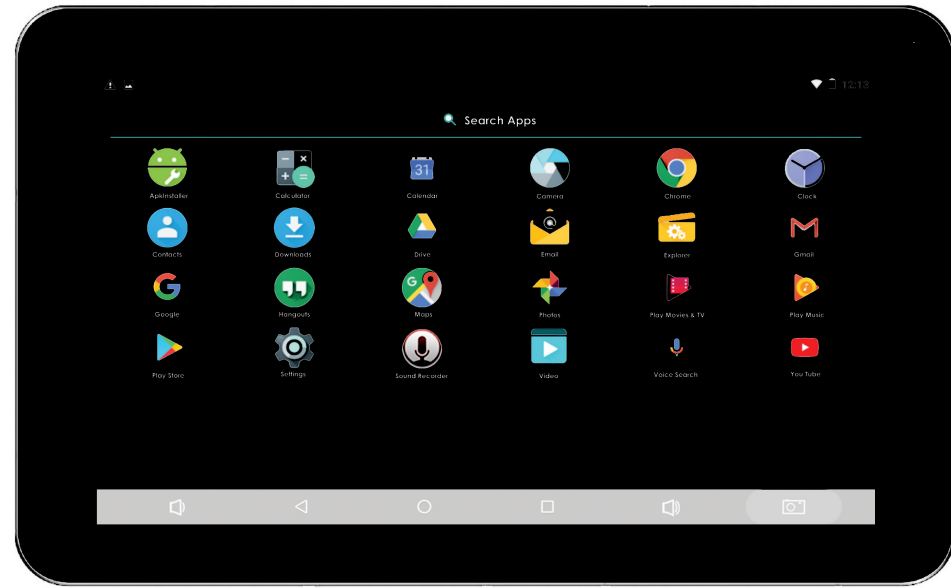 12:13
Search Apps
ApkInstaller Calculator Calendar Camera Chrome Clock
31
Contacts Downloads Drive Email Explorer Gmail
Google Hangouts Maps Photos Play Movies & TV Play Music
Play Store Settings Sound Recorder Video Voice Search You Tube